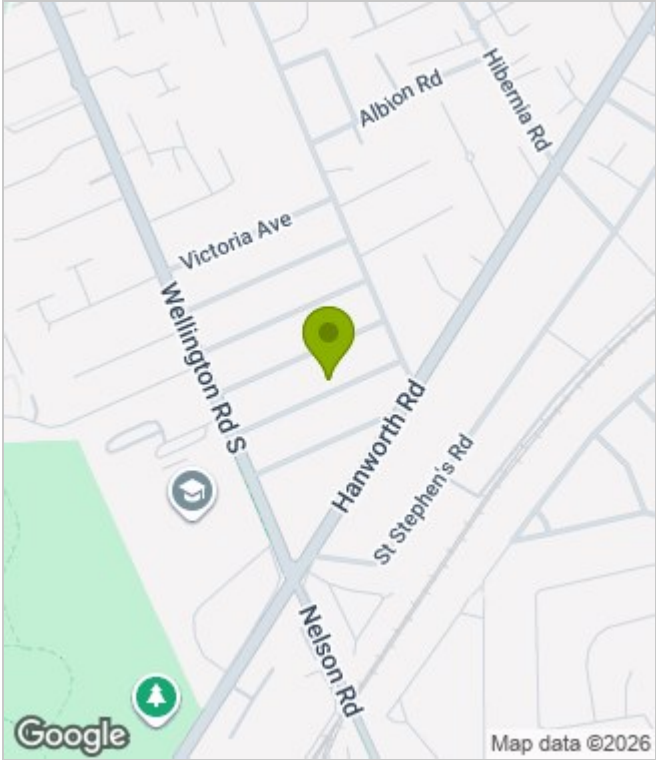 Hibernia Rd
Albion Rd
Victoria Ave
Wellington Rd S
Hanworth Rd
St Stephen's Rd
Nelson Rd
Google
Map data ©2026